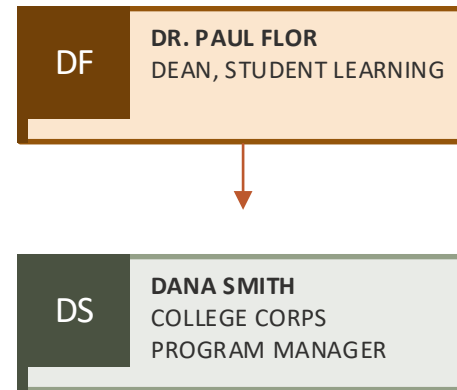 DF
DR. PAUL FLOR
DEAN, STUDENT LEARNING
DS
DANA SMITH
COLLEGE CORPS
PROGRAM MANAGER